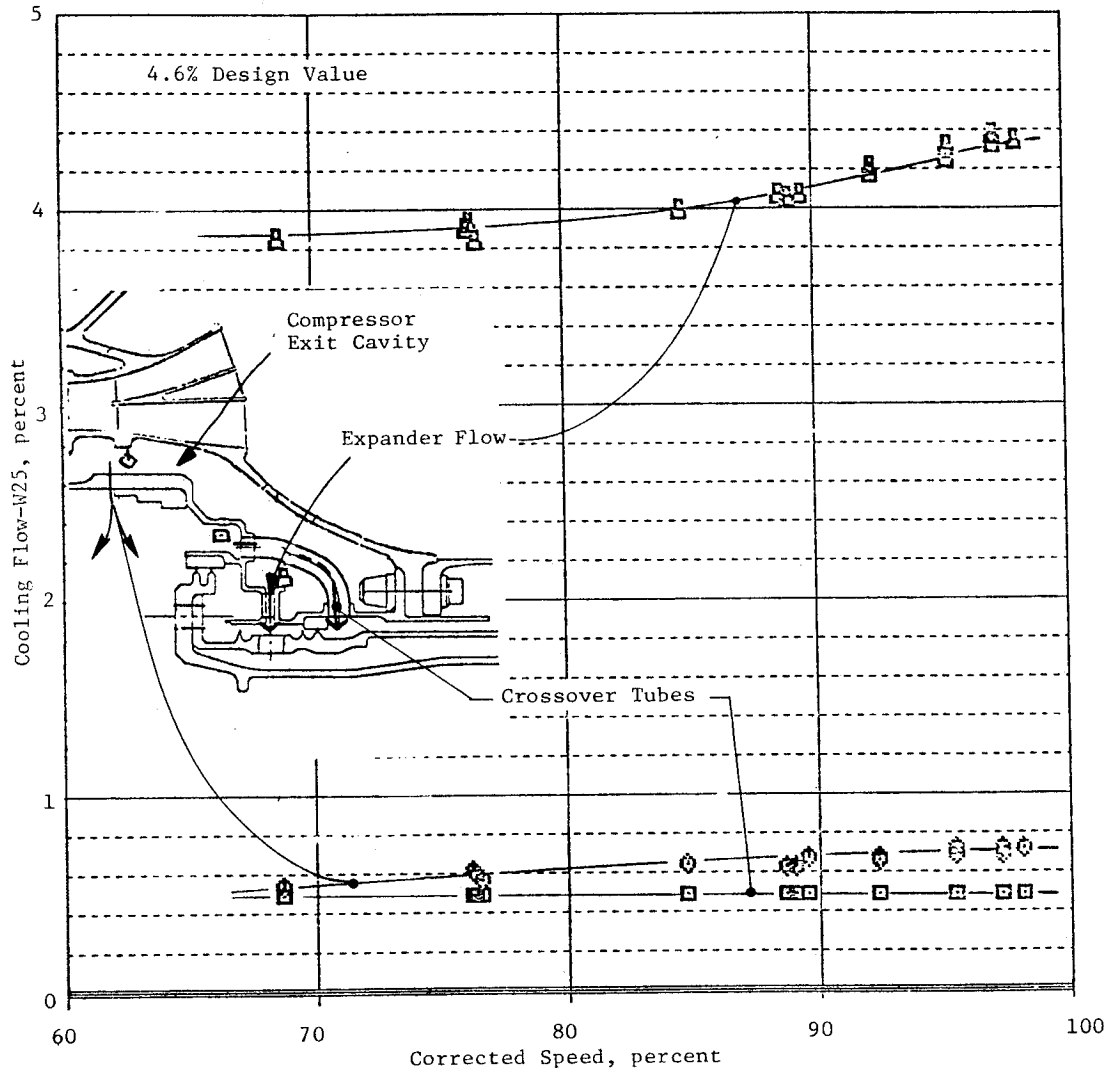 5
4.6% Design Value
4
Compressor
Exit Cavity
3
Expander Flow
Cooling Flow-W25, percent
2
Crossover Tubes
1
0
60 70 80 90 100
Corrected Speed, percent